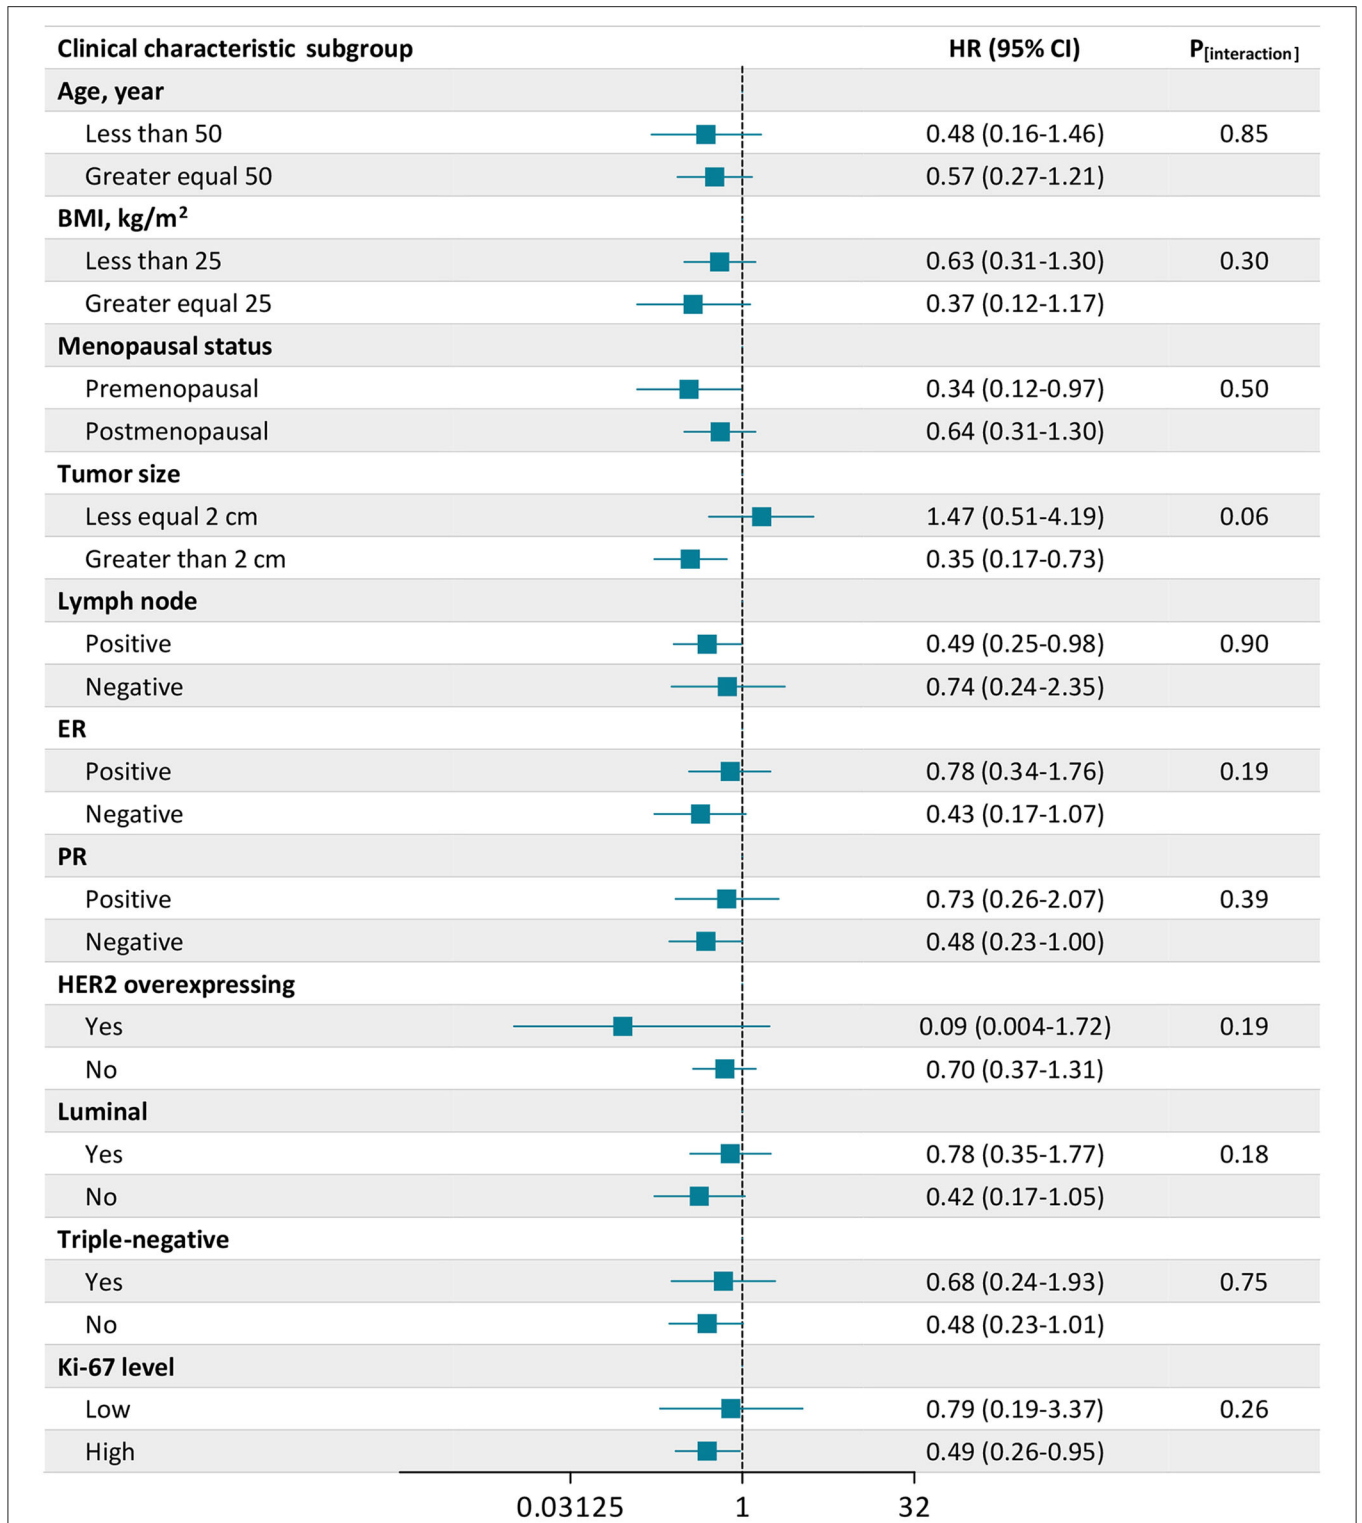 Clinical characteristic subgroup HR (95% CI) P[interaction]
Age, year
Less than 50 0.48 (0.16-1.46) 0.85
Greater equal 50 0.57 (0.27-1.21)
BMI, kg/m²
Less than 25 0.63 (0.31-1.30) 0.30
Greater equal 25 0.37 (0.12-1.17)
Menopausal status
Premenopausal 0.34 (0.12-0.97) 0.50
Postmenopausal 0.64 (0.31-1.30)
Tumor size
Less equal 2 cm 1.47 (0.51-4.19) 0.06
Greater than 2 cm 0.35 (0.17-0.73)
Lymph node
Positive 0.49 (0.25-0.98) 0.90
Negative 0.74 (0.24-2.35)
ER
Positive 0.78 (0.34-1.76) 0.19
Negative 0.43 (0.17-1.07)
PR
Positive 0.73 (0.26-2.07) 0.39
Negative 0.48 (0.23-1.00)
HER2 overexpressing
Yes 0.09 (0.004-1.72) 0.19
No 0.70 (0.37-1.31)
Luminal
Yes 0.78 (0.35-1.77) 0.18
No 0.42 (0.17-1.05)
Triple-negative
Yes 0.68 (0.24-1.93) 0.75
No 0.48 (0.23-1.01)
Ki-67 level
Low 0.79 (0.19-3.37) 0.26
High 0.49 (0.26-0.95)
0.03125 1 32